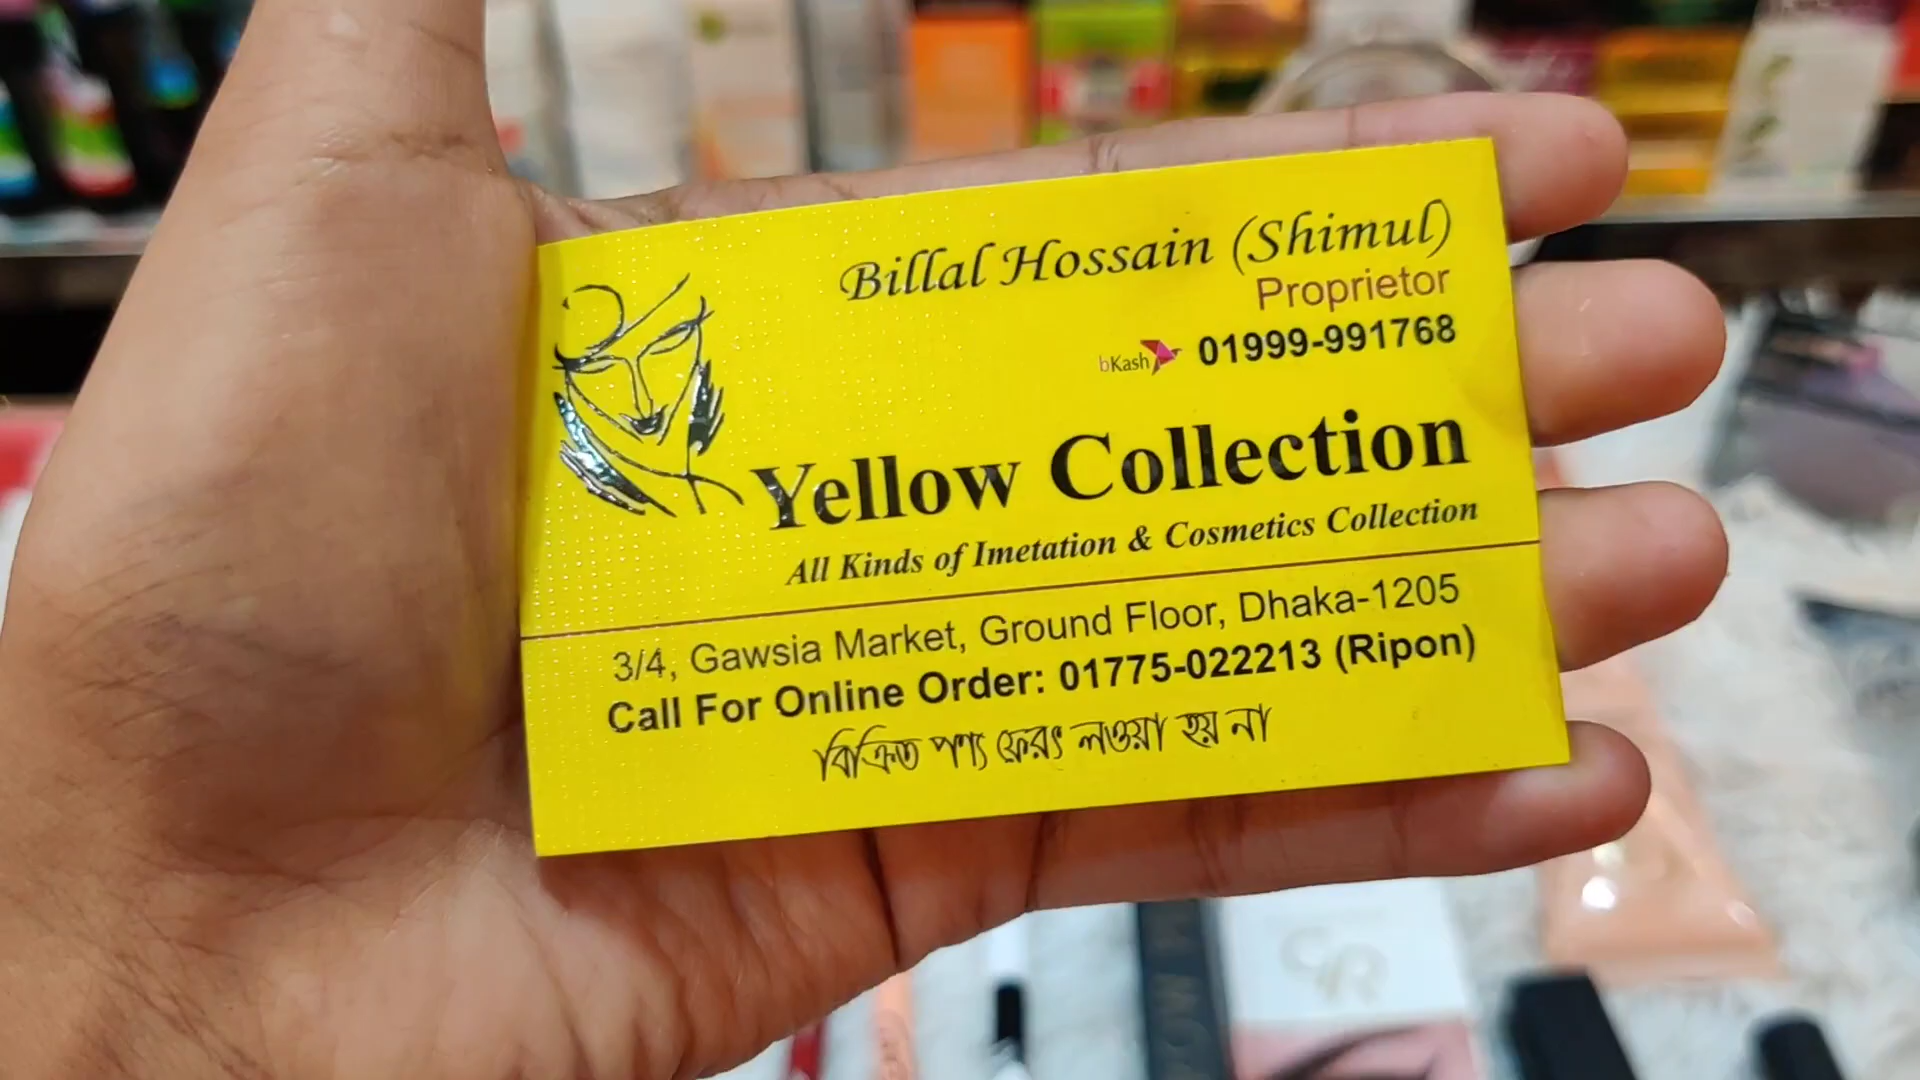 Billal Hossain (Shimul)
Proprietor
bKash 01999-991768
Yellow Collection
All Kinds of Imetation & Cosmetics Collection
3/4, Gawsia Market, Ground Floor, Dhaka-1205
Call For Online Order: 01775-022213 (Ripon)
বিক্রিত পণ্য ফেরৎ লওয়া হয় না
GR